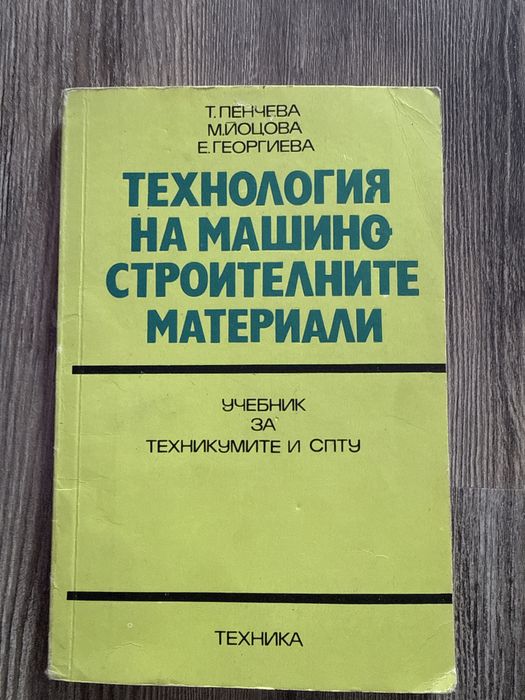 Т. ПЕНЧЕВА
М. ЙОЦОВА
Е. ГЕОРГИЕВА
ТЕХНОЛОГИЯ
НА МАШИНО-
СТРОИТЕЛНИТЕ
МАТЕРИАЛИ
УЧЕБНИК
ЗА
ТЕХНИКУМИТЕ И СПТУ
ТЕХНИКА